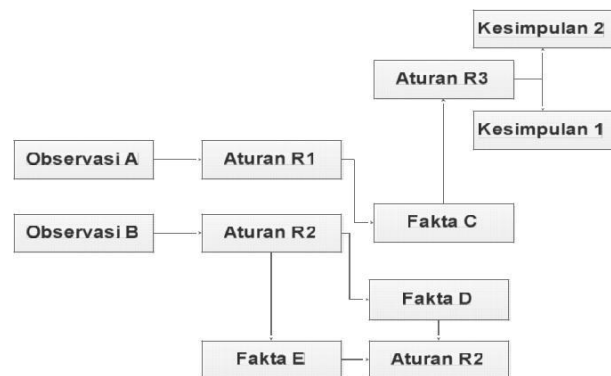 Kesimpulan 2
Aturan R3
Kesimpulan 1
Observasi A
Aturan R1
Fakta C
Observasi B
Aturan R2
Fakta D
Fakta E
Aturan R2